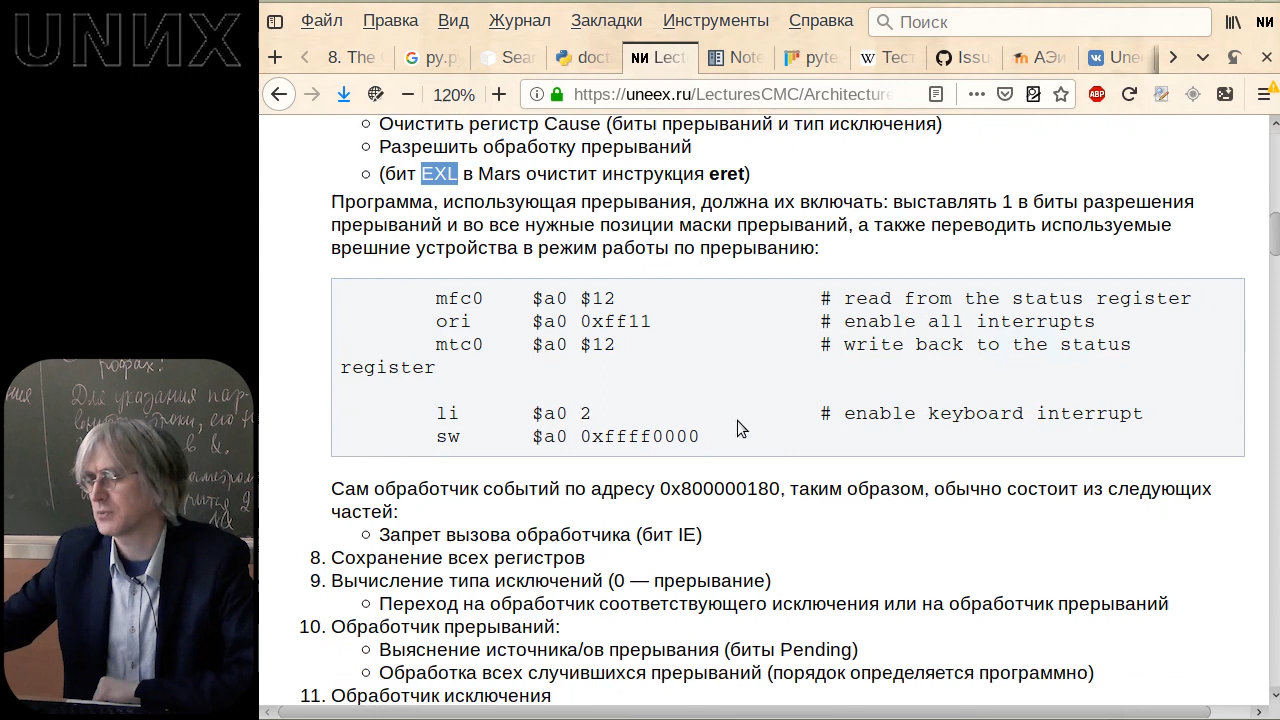 UNИX
Файл Правка Вид Журнал Закладки Инструменты Справка Поиск NИ
8. The py.p Sear doct NИ Lect Note pyte W Тест Issu АЭи Unee
120% https://uneex.ru/LecturesCMC/Architecture ABP
Очистить регистр Cause (биты прерываний и тип исключения)
Разрешить обработку прерываний
(бит EXL в Mars очистит инструкция eret)
Программа, использующая прерывания, должна их включать: выставлять 1 в биты разрешения
прерываний и во все нужные позиции маски прерываний, а также переводить используемые
врешние устройства в режим работы по прерыванию:
mfc0 $a0 $12 # read from the status register
ori $a0 0xff11 # enable all interrupts
mtc0 $a0 $12 # write back to the status
register
li $a0 2 # enable keyboard interrupt
sw $a0 0xffff0000
Сам обработчик событий по адресу 0x800000180, таким образом, обычно состоит из следующих
частей:
Запрет вызова обработчика (бит IE)
8. Сохранение всех регистров
9. Вычисление типа исключений (0 — прерывание)
Переход на обработчик соответствующего исключения или на обработчик прерываний
10. Обработчик прерываний:
Выяснение источника/ов прерывания (биты Pending)
Обработка всех случившихся прерываний (порядок определяется программно)
11. Обработчик исключения
Для указания пар